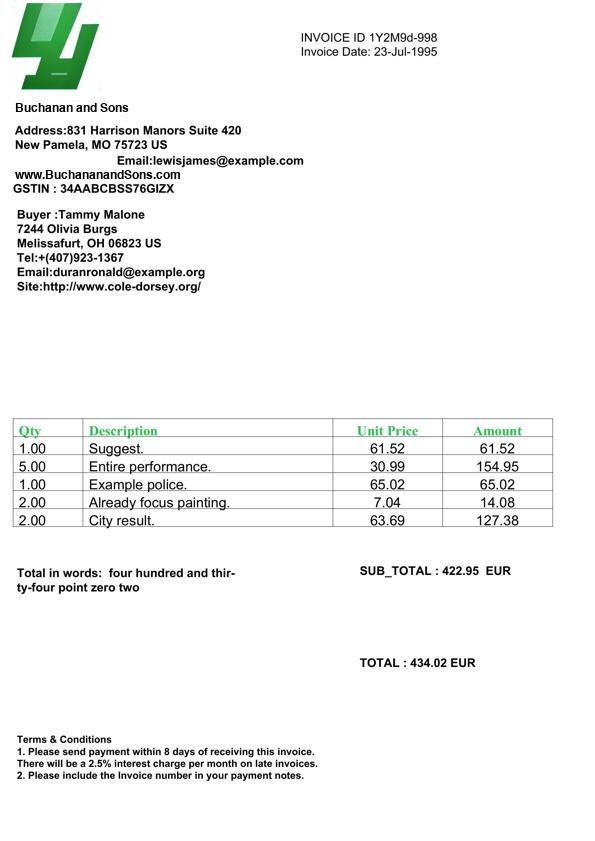 INVOICE ID 1Y2M9d-998
Invoice Date: 23-Jul-1995
Buchanan and Sons
Address:831 Harrison Manors Suite 420
New Pamela, MO 75723 US
Email:lewisjames@example.com
www.BuchananandSons.com
GSTIN : 34AABCBSS76GIZX
Buyer :Tammy Malone
7244 Olivia Burgs
Melissafurt, OH 06823 US
Tel:+(407)923-1367
Email:duranronald@example.org
Site:http://www.cole-dorsey.org/
Qty Description Unit Price Amount
1.00 Suggest. 61.52 61.52
5.00 Entire performance. 30.99 154.95
1.00 Example police. 65.02 65.02
2.00 Already focus painting. 7.04 14.08
2.00 City result. 63.69 127.38
Total in words:  four hundred and thir-
ty-four point zero two
SUB_TOTAL : 422.95  EUR
TOTAL : 434.02 EUR
Terms & Conditions
1. Please send payment within 8 days of receiving this invoice.
There will be a 2.5% interest charge per month on late invoices.
2. Please include the Invoice number in your payment notes.